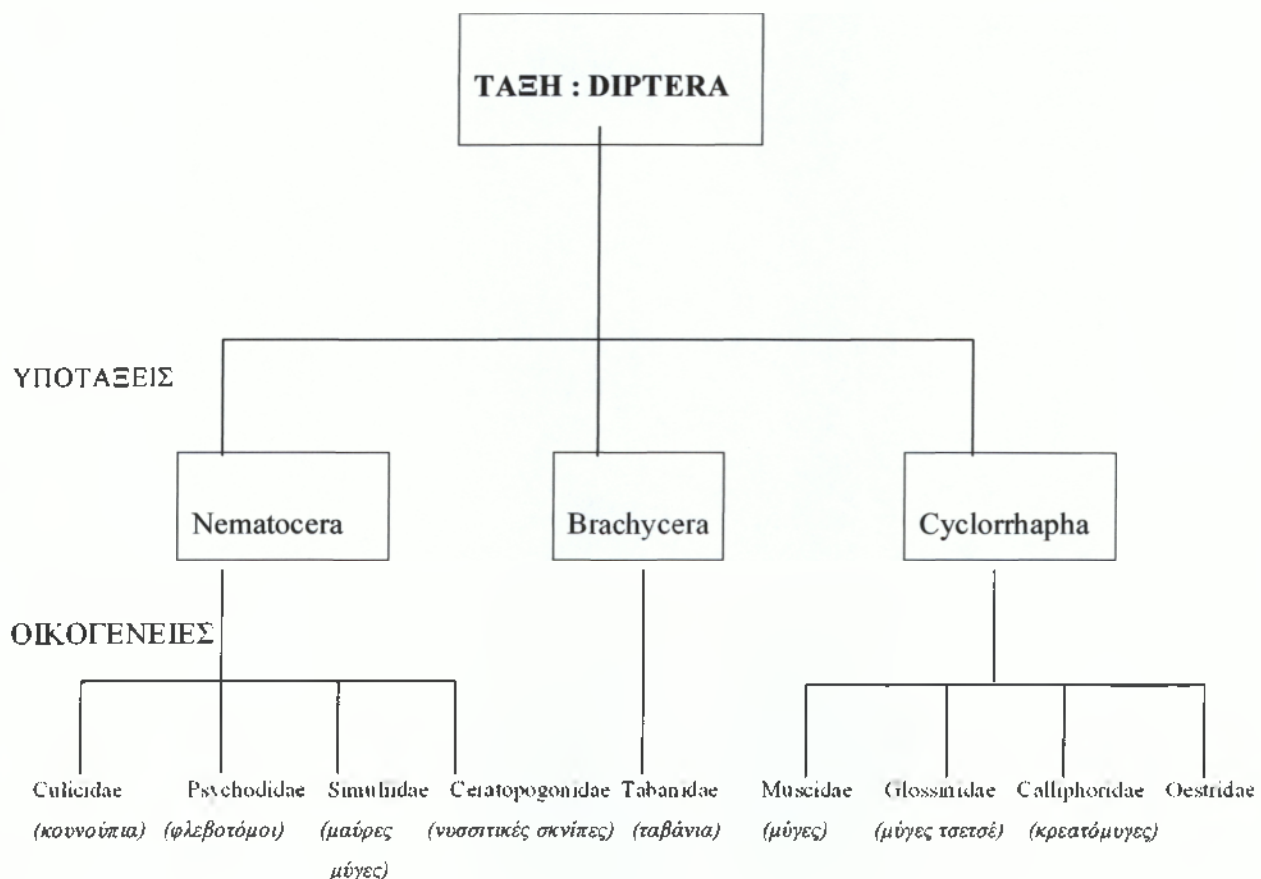 ΤΑΞΗ : DIPTERA
ΥΠΟΤΑΞΕΙΣ
Nematocera Brachycera Cyclorrhapha
ΟΙΚΟΓΕΝΕΙΕΣ
Culicidae Psychodidae Simuliidae Ceratopogonidae Tabanidae Muscidae Glossinidae Calliphoridae Oestridae
(κουνούπια) (φλεβοτόμοι) (μαύρες (νυσσιτικές σκνίπες) (ταβάνια) (μύγες) (μύγες τσετσέ) (κρεατόμυγες)
μύγες)